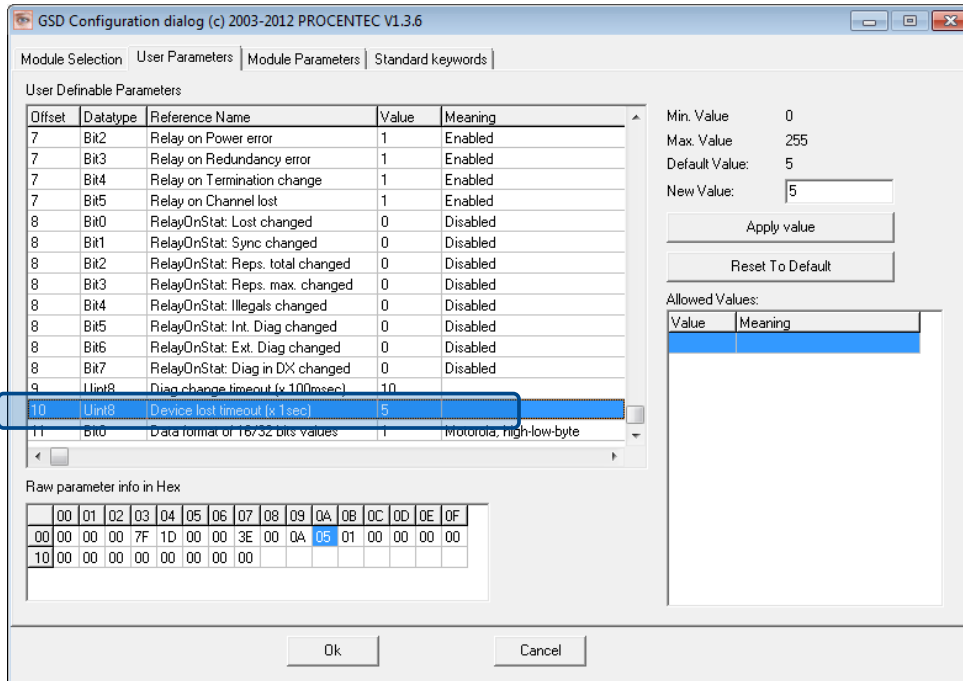 GSD Configuration dialog (c) 2003-2012 PROCENTEC V1.3.6
Module Selection User Parameters Module Parameters Standard keywords
User Definable Parameters
Offset Datatype Reference Name Value Meaning
7 Bit2 Relay on Power error 1 Enabled
7 Bit3 Relay on Redundancy error 1 Enabled
7 Bit4 Relay on Termination change 1 Enabled
7 Bit5 Relay on Channel lost 1 Enabled
8 Bit0 RelayOnStat: Lost changed 0 Disabled
8 Bit1 RelayOnStat: Sync changed 0 Disabled
8 Bit2 RelayOnStat: Reps. total changed 0 Disabled
8 Bit3 RelayOnStat: Reps. max. changed 0 Disabled
8 Bit4 RelayOnStat: Illegals changed 0 Disabled
8 Bit5 RelayOnStat: Int. Diag changed 0 Disabled
8 Bit6 RelayOnStat: Ext. Diag changed 0 Disabled
8 Bit7 RelayOnStat: Diag in DX changed 0 Disabled
9 Uint8 Diag change timeout (x 100msec) 10
10 Uint8 Device lost timeout (x 1sec) 5
11 Bit0 Data format of 16/32 bits values 1 Motorola, high-low-byte
Min. Value 0
Max. Value 255
Default Value: 5
New Value: 5
Apply value
Reset To Default
Allowed Values:
Value Meaning
Raw parameter info in Hex
00 01 02 03 04 05 06 07 08 09 0A 0B 0C 0D 0E 0F
00 00 00 00 7F 1D 00 00 3E 00 0A 05 01 00 00 00 00
10 00 00 00 00 00 00 00 00
Ok Cancel